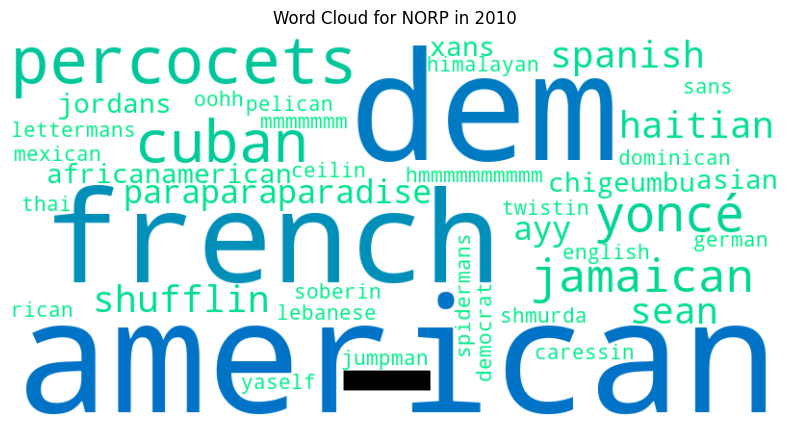 Word Cloud for NORP in 2010
percocets
dem
xans
himalayan
spanish
sans
jordans
oohh
pelican
mmmmmmm
haitian
lettermans
cuban
mexican
africanamerican
ceilin
hmmmmmmmmmm
dominican
chigeumbu
asian
paraparaparadise
thai
french
twistin
yoncé
ayy
english
german
jamaican
soberin
rican
shufflin
lebanese
spidermans
democrat
shmurda
sean
american
jumpman
caressin
yaself